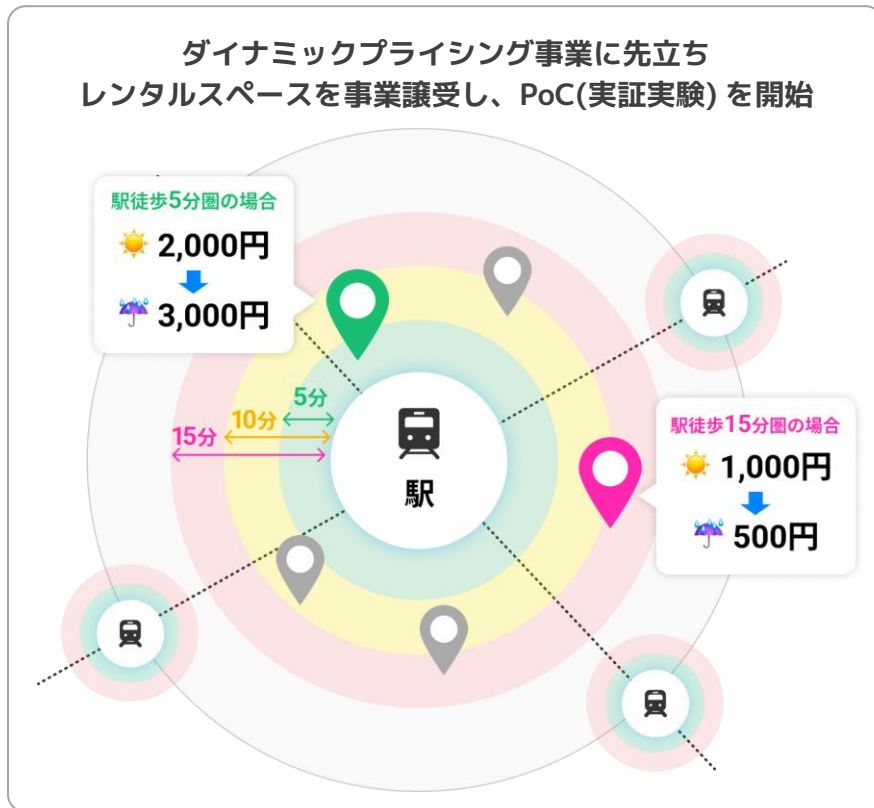 ダイナミックプライシング事業に先立ち
レンタルスペースを事業譲受し、PoC(実証実験) を開始
駅徒歩5分圏の場合
2,000円
3,000円
5分
10分
15分
駅
駅徒歩15分圏の場合
1,000円
500円